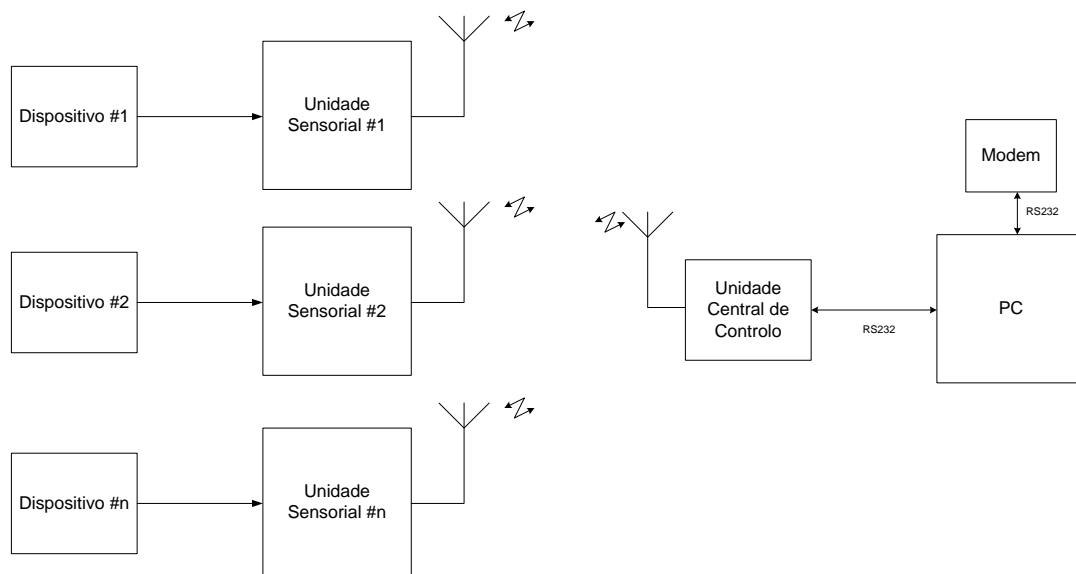 Dispositivo #1
Unidade
Sensorial #1
Dispositivo #2
Unidade
Sensorial #2
Dispositivo #n
Unidade
Sensorial #n
Unidade
Central de
Controlo
RS232
Modem
RS232
PC